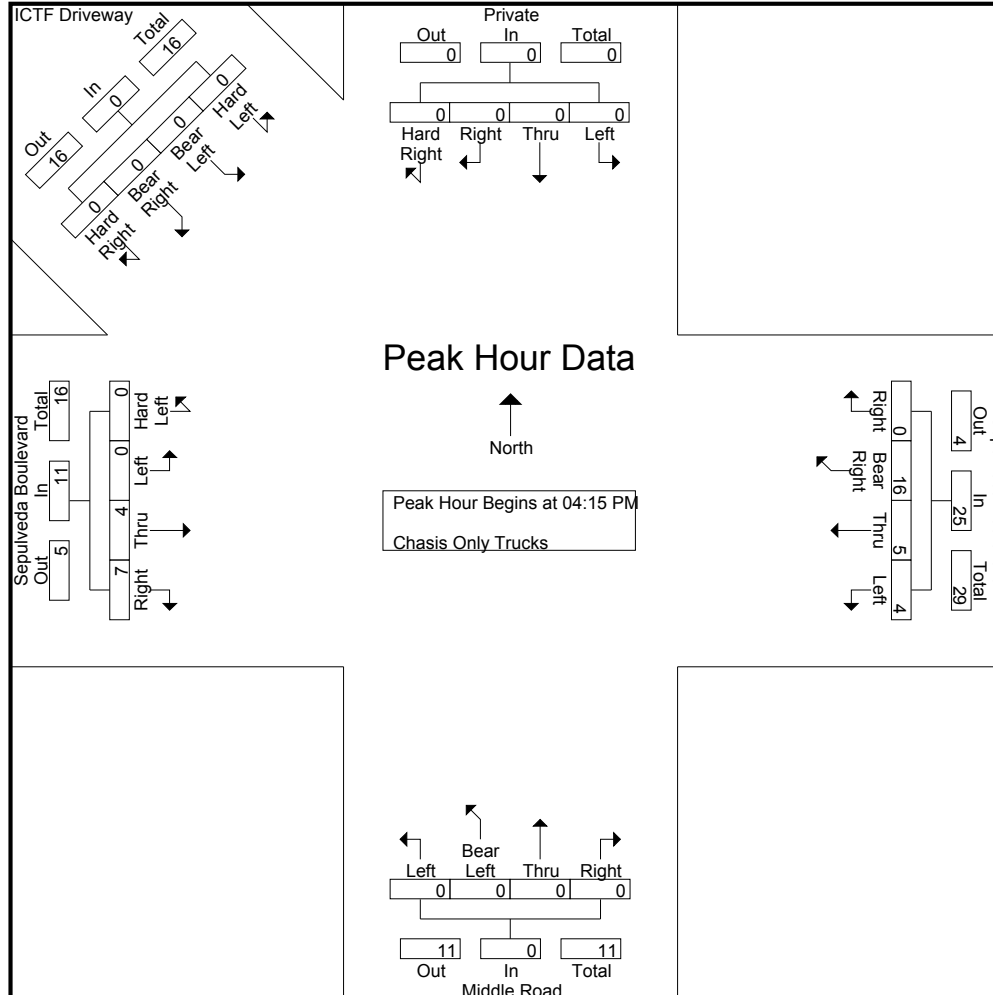 ICTF Driveway
Total
16
In
0
Out
16
0
Hard
Left
0
Bear
Left
0
Bear
Right
0
Hard
Right
Private
Out
In
Total
0
0
0
0
0
0
0
Hard
Right
Right
Thru
Left
Peak Hour Data
North
Peak Hour Begins at 04:15 PM
Chasis Only Trucks
Sepulveda Boulevard
Total
16
In
11
Out
5
0
Hard
Left
0
Left
4
Thru
7
Right
Right
0
Bear
Right
16
Thru
5
Left
4
Out
4
In
25
Total
29
Left
Bear
Left
Thru
Right
0
0
0
0
11
0
11
Out
In
Total
Middle Road